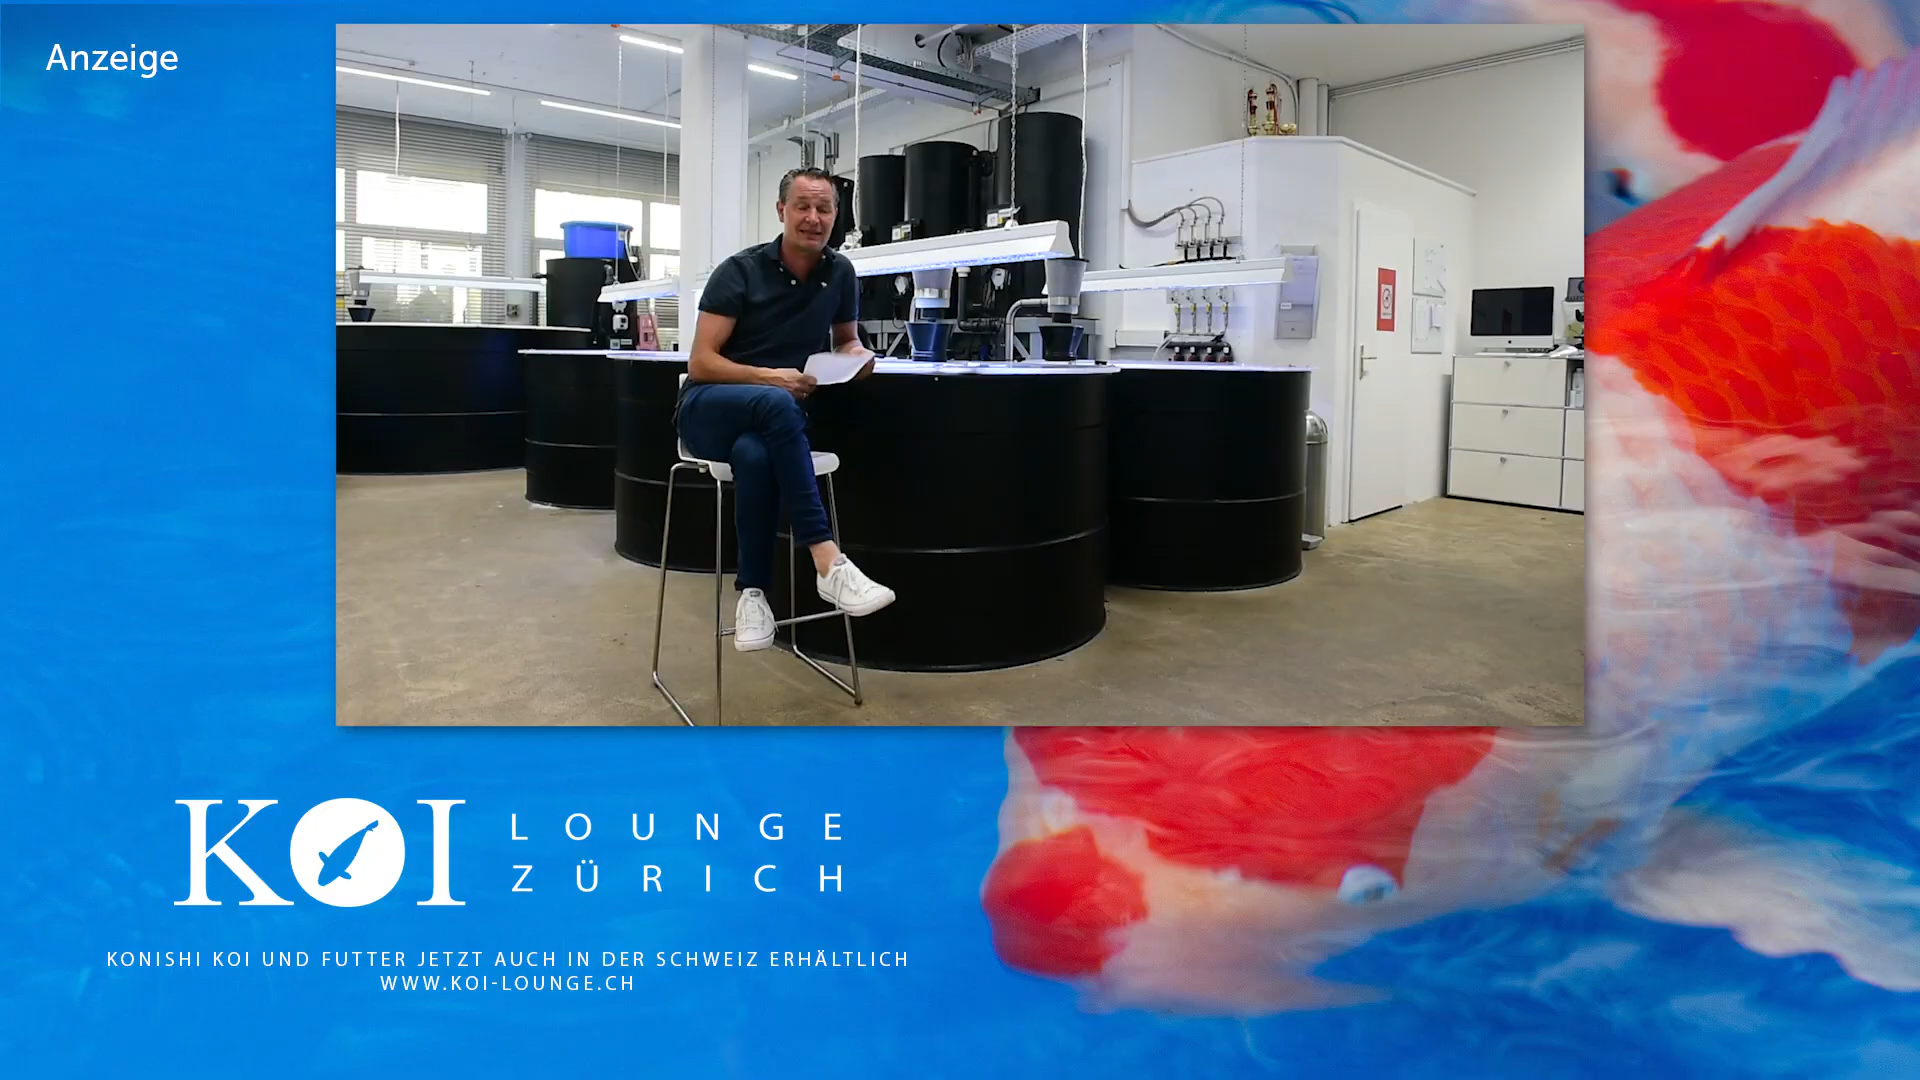 Anzeige
KOI
LOUNGE
ZÜRICH
KONISHI KOI UND FUTTER JETZT AUCH IN DER SCHWEIZ ERHÄLTLICH
WWW.KOI-LOUNGE.CH